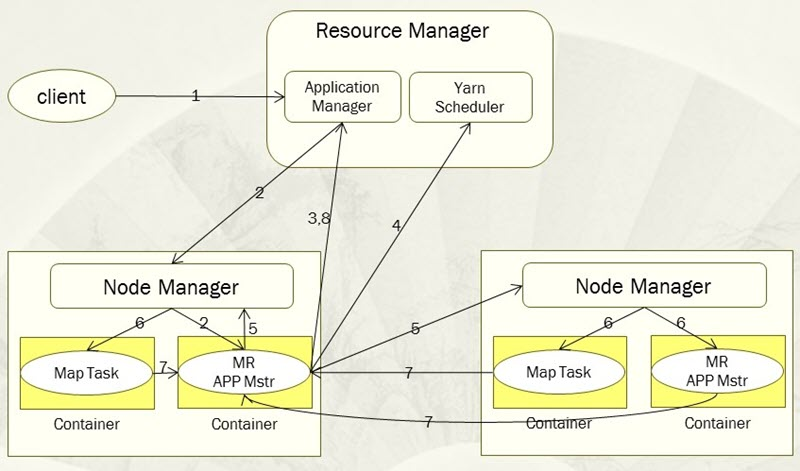 Resource Manager
client
1
Application
Manager
Yarn
Scheduler
2
3,8
4
Node Manager
Node Manager
6
2
5
5
6
6
Map Task
7
MR
APP Mstr
7
Map Task
MR
APP Mstr
Container
Container
7
Container
Container